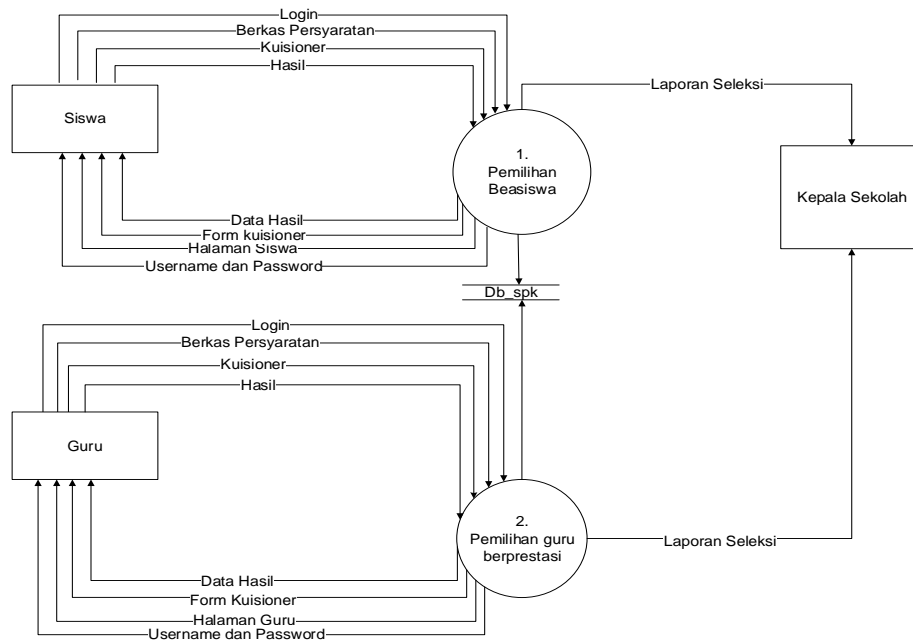 Login
Berkas Persyaratan
Kuisioner
Hasil
Siswa
1.
Pemilihan
Beasiswa
Laporan Seleksi
Kepala Sekolah
Data Hasil
Form kuisioner
Halaman Siswa
Username dan Password
Db_spk
Login
Berkas Persyaratan
Kuisioner
Hasil
Guru
2.
Pemilihan guru
berprestasi
Laporan Seleksi
Data Hasil
Form Kuisioner
Halaman Guru
Username dan Password